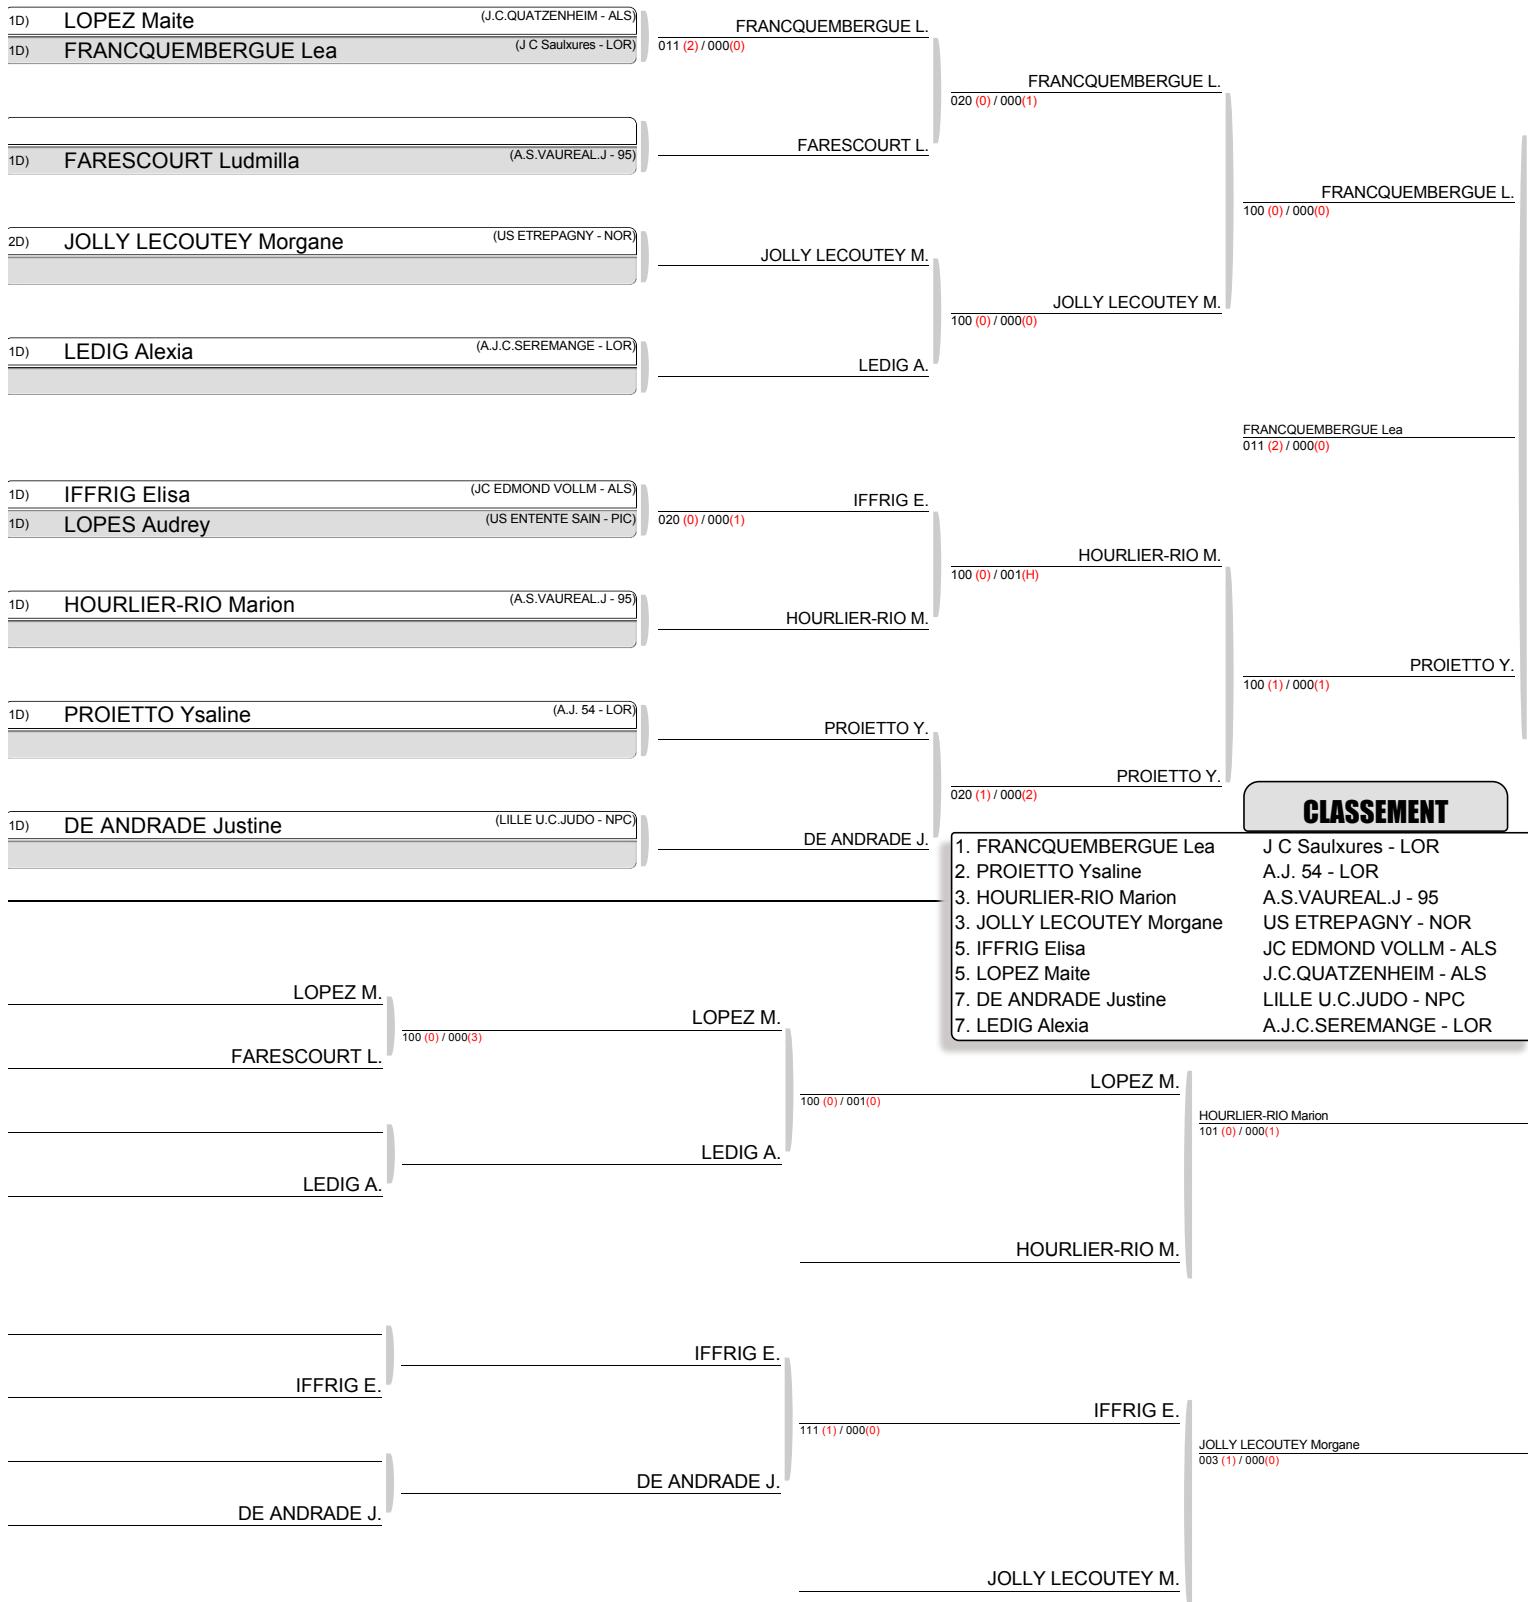 1D) LOPEZ Maite (J.C.QUATZENHEIM - ALS)
1D) FRANCQUEMBERGUE Lea (J C Saulxures - LOR)
FRANCQUEMBERGUE L.
011 (2) / 000(0)
FRANCQUEMBERGUE L.
020 (0) / 000(1)
1D) FARESCOURT Ludmilla (A.S.VAUREAL.J - 95)
FARESCOURT L.
FRANCQUEMBERGUE L.
100 (0) / 000(0)
2D) JOLLY LECOUTEY Morgane (US ETREPAGNY - NOR)
JOLLY LECOUTEY M.
JOLLY LECOUTEY M.
100 (0) / 000(0)
1D) LEDIG Alexia (A.J.C.SEREMANGE - LOR)
LEDIG A.
FRANCQUEMBERGUE Lea
011 (2) / 000(0)
1D) IFFRIG Elisa (JC EDMOND VOLLM - ALS)
1D) LOPES Audrey (US ENTENTE SAIN - PIC)
IFFRIG E.
020 (0) / 000(1)
HOURLIER-RIO M.
100 (0) / 001(H)
1D) HOURLIER-RIO Marion (A.S.VAUREAL.J - 95)
HOURLIER-RIO M.
PROIETTO Y.
100 (1) / 000(1)
1D) PROIETTO Ysaline (A.J. 54 - LOR)
PROIETTO Y.
PROIETTO Y.
020 (1) / 000(2)
1D) DE ANDRADE Justine (LILLE U.C.JUDO - NPC)
DE ANDRADE J.
CLASSEMENT
1. FRANCQUEMBERGUE Lea J C Saulxures - LOR
2. PROIETTO Ysaline A.J. 54 - LOR
3. HOURLIER-RIO Marion A.S.VAUREAL.J - 95
3. JOLLY LECOUTEY Morgane US ETREPAGNY - NOR
5. IFFRIG Elisa JC EDMOND VOLLM - ALS
5. LOPEZ Maite J.C.QUATZENHEIM - ALS
7. DE ANDRADE Justine LILLE U.C.JUDO - NPC
7. LEDIG Alexia A.J.C.SEREMANGE - LOR
LOPEZ M.
LOPEZ M.
100 (0) / 000(3)
FARESCOURT L.
LOPEZ M.
100 (0) / 001(0)
HOURLIER-RIO Marion
101 (0) / 000(1)
LEDIG A.
LEDIG A.
HOURLIER-RIO M.
IFFRIG E.
IFFRIG E.
IFFRIG E.
111 (1) / 000(0)
JOLLY LECOUTEY Morgane
003 (1) / 000(0)
DE ANDRADE J.
DE ANDRADE J.
JOLLY LECOUTEY M.